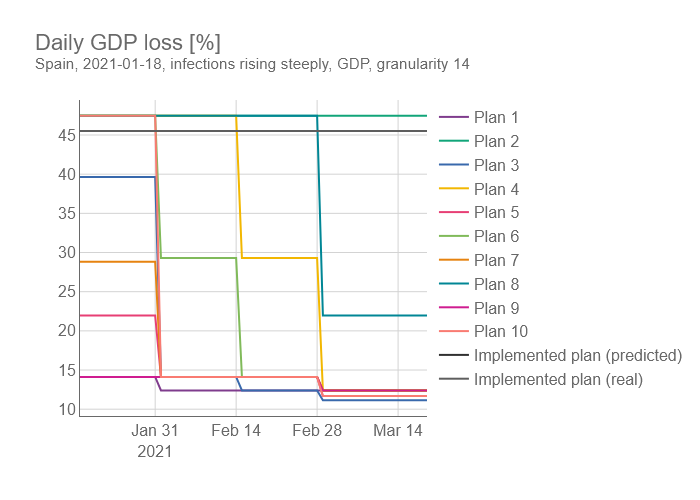 Daily GDP loss [%]
Spain, 2021-01-18, infections rising steeply, GDP, granularity 14
45
40
35
30
25
20
15
10
Jan 31
2021
Feb 14
Feb 28
Mar 14
Plan 1
Plan 2
Plan 3
Plan 4
Plan 5
Plan 6
Plan 7
Plan 8
Plan 9
Plan 10
Implemented plan (predicted)
Implemented plan (real)